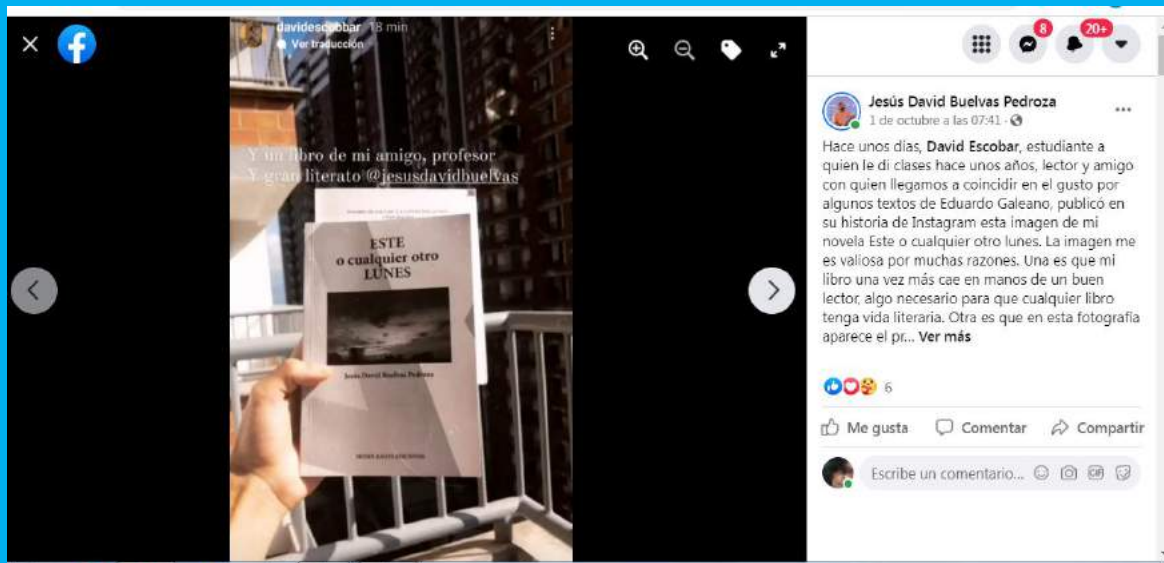 davidescobar 18 min
Ver traducción
Y un libro de mi amigo, profesor
Y gran literato @jesusdavidbuelvas
ESTE
o cualquier otro
LUNES
Jesús David Buelvas Pedroza
8
20+
Jesús David Buelvas Pedroza
1 de octubre a las 07:41 ·
Hace unos días, David Escobar, estudiante a
quien le di clases hace unos años, lector y amigo
con quien llegamos a coincidir en el gusto por
algunos textos de Eduardo Galeano, publicó en
su historia de Instagram esta imagen de mi
novela Este o cualquier otro lunes. La imagen me
es valiosa por muchas razones. Una es que mi
libro una vez más cae en manos de un buen
lector, algo necesario para que cualquier libro
tenga vida literaria. Otra es que en esta fotografía
aparece el pr... Ver más
6
Me gusta Comentar Compartir
Escribe un comentario... GIF